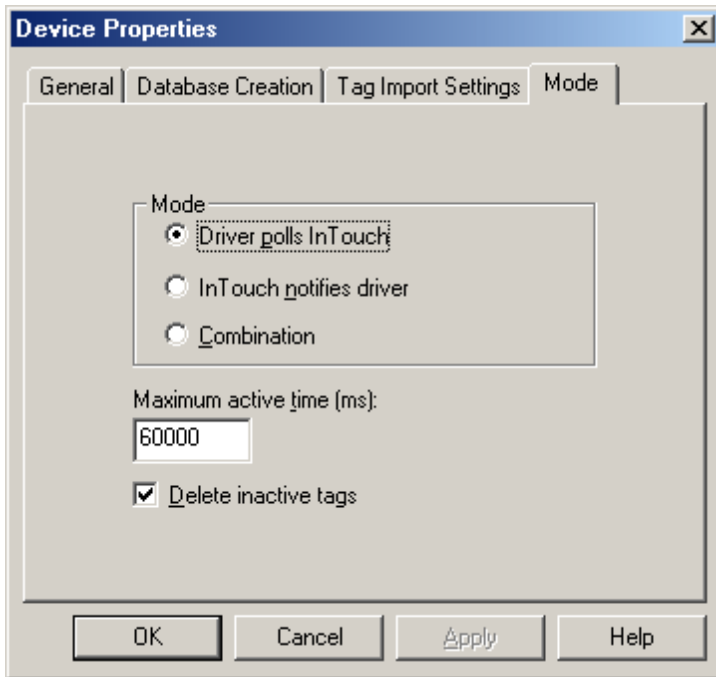 Device Properties
General Database Creation Tag Import Settings Mode
Mode
Driver polls InTouch
InTouch notifies driver
Combination
Maximum active time (ms):
60000
Delete inactive tags
OK Cancel Apply Help